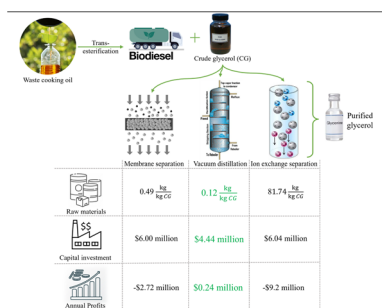 Trans-
esterification
Biodiesel
+
Crude glycerol (CG)
Waste cooking oil
Purified
glycerol
Membrane separation
Vacuum distillation
Ion exchange separation
Raw materials
0.49 kg/kg CG
0.12 kg/kg CG
81.74 kg/kg CG
$$
Capital investment
$6.00 million
$4.44 million
$6.04 million
Annual Profits
-$2.72 million
$0.24 million
-$9.2 million